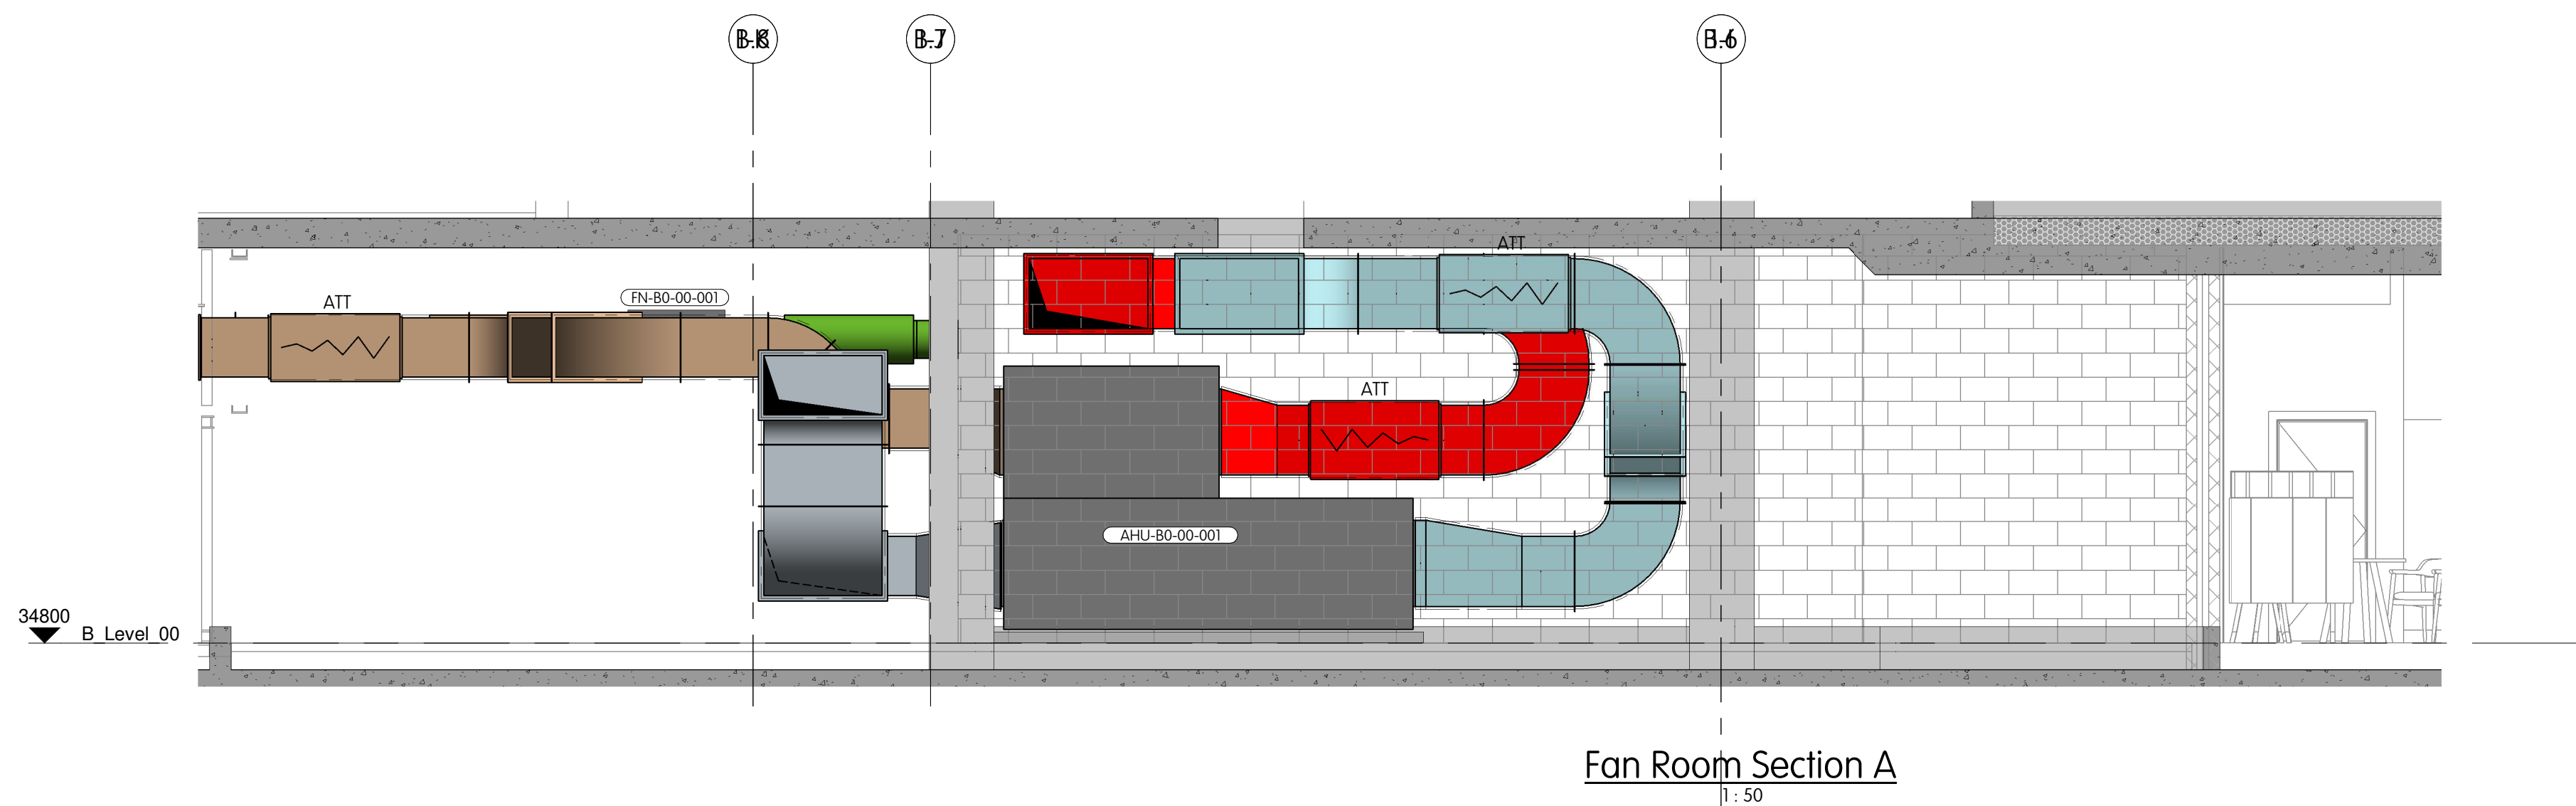 ATT
ATT
FN-B0-00-001
ATT
AHU-B0-00-001
34800
B_Level_00
Fan Room Section A
1 : 50